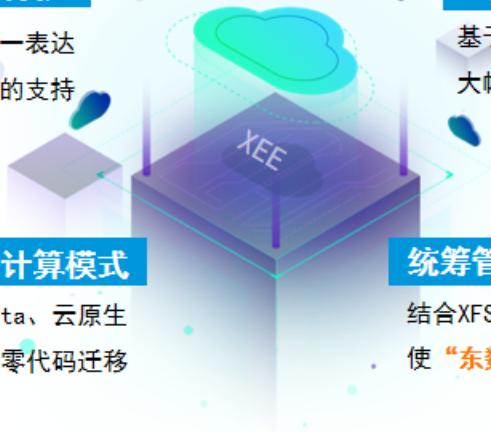 一表达
的支持
基于
大
XEE
计算模式
ta、云原生
零代码迁移
统筹管
结合XFS
使“东数